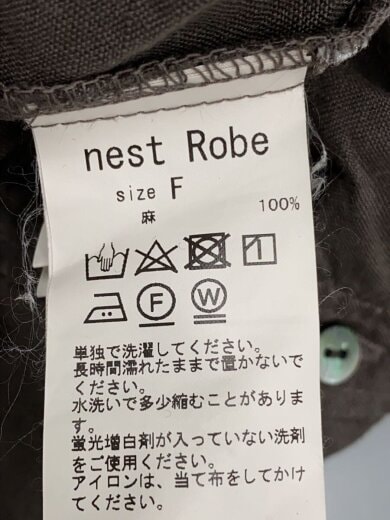 nest Robe
size F
麻 100%
F W
単独で洗濯してください。
長時間濡れたままで置かないで
ください。
水洗いで多少縮むことがありま
す。
蛍光増白剤が入っていない洗剤
をご使用ください。
アイロンは、当て布をしてかけ
てください。